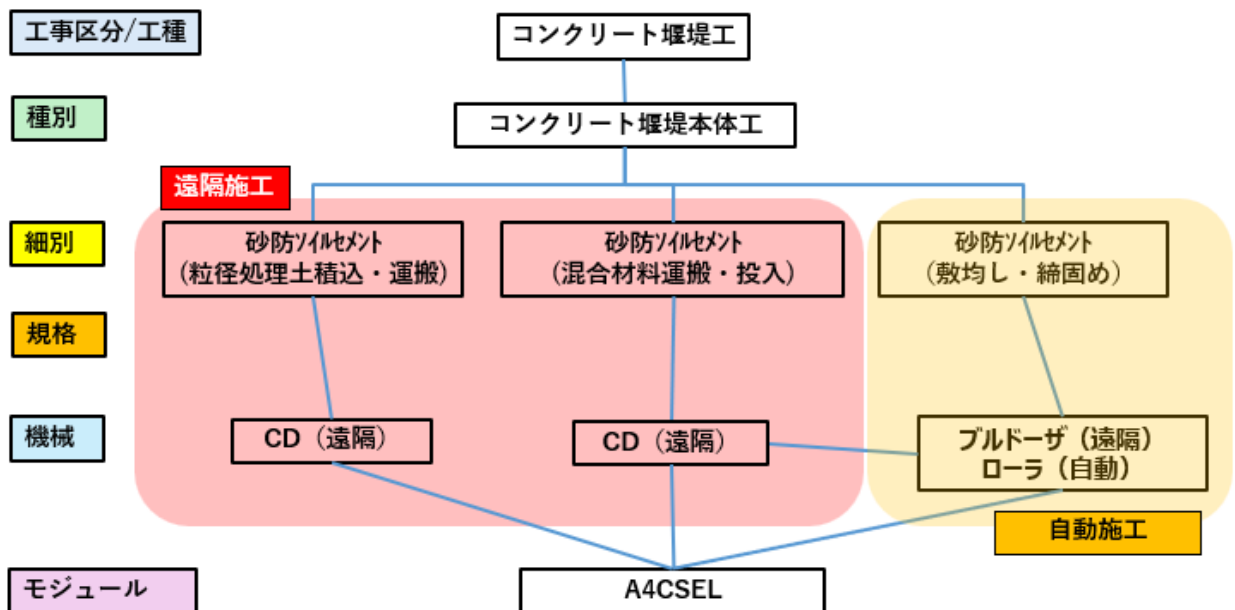 工事区分/工種
コンクリート堰堤工
種別
コンクリート堰堤本体工
遠隔施工
細別
砂防ｿｲﾙｾﾒﾝﾄ
(粒径処理土積込・運搬)
砂防ｿｲﾙｾﾒﾝﾄ
(混合材料運搬・投入)
砂防ｿｲﾙｾﾒﾝﾄ
(敷均し・締固め)
規格
機械
CD（遠隔）
CD（遠隔）
ブルドーザ（遠隔）
ローラ（自動）
自動施工
モジュール
A4CSEL